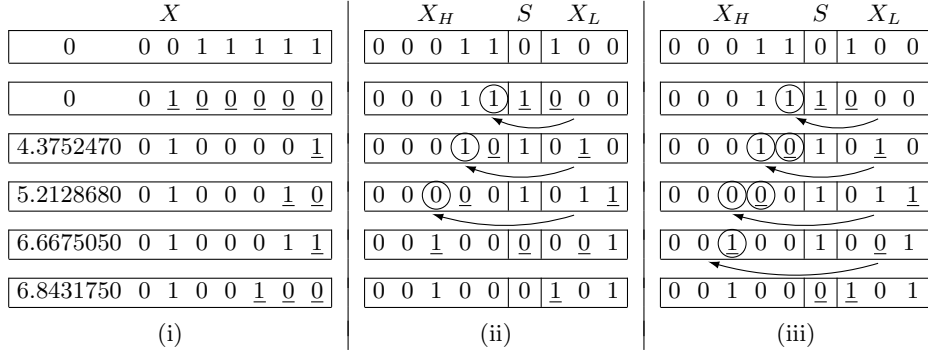 X X_H S X_L X_H S X_L
0 0 0 1 1 1 1 1 0 0 0 1 1 0 1 0 0 0 0 0 1 1 0 1 0 0
0 0 1 0 0 0 0 0 0 0 0 1 1 1 0 0 0 0 0 0 1 1 1 0 0 0
4.3752470 0 1 0 0 0 0 1 0 0 0 1 0 1 0 1 0 0 0 0 1 0 1 0 1 0
5.2128680 0 1 0 0 0 1 0 0 0 0 0 0 1 0 1 1 0 0 0 0 0 1 0 1 1
6.6675050 0 1 0 0 0 1 1 0 0 1 0 0 0 0 0 1 0 0 1 0 0 1 0 0 1
6.8431750 0 1 0 0 1 0 0 0 0 1 0 0 0 1 0 1 0 0 1 0 0 0 1 0 1
(i) (ii) (iii)